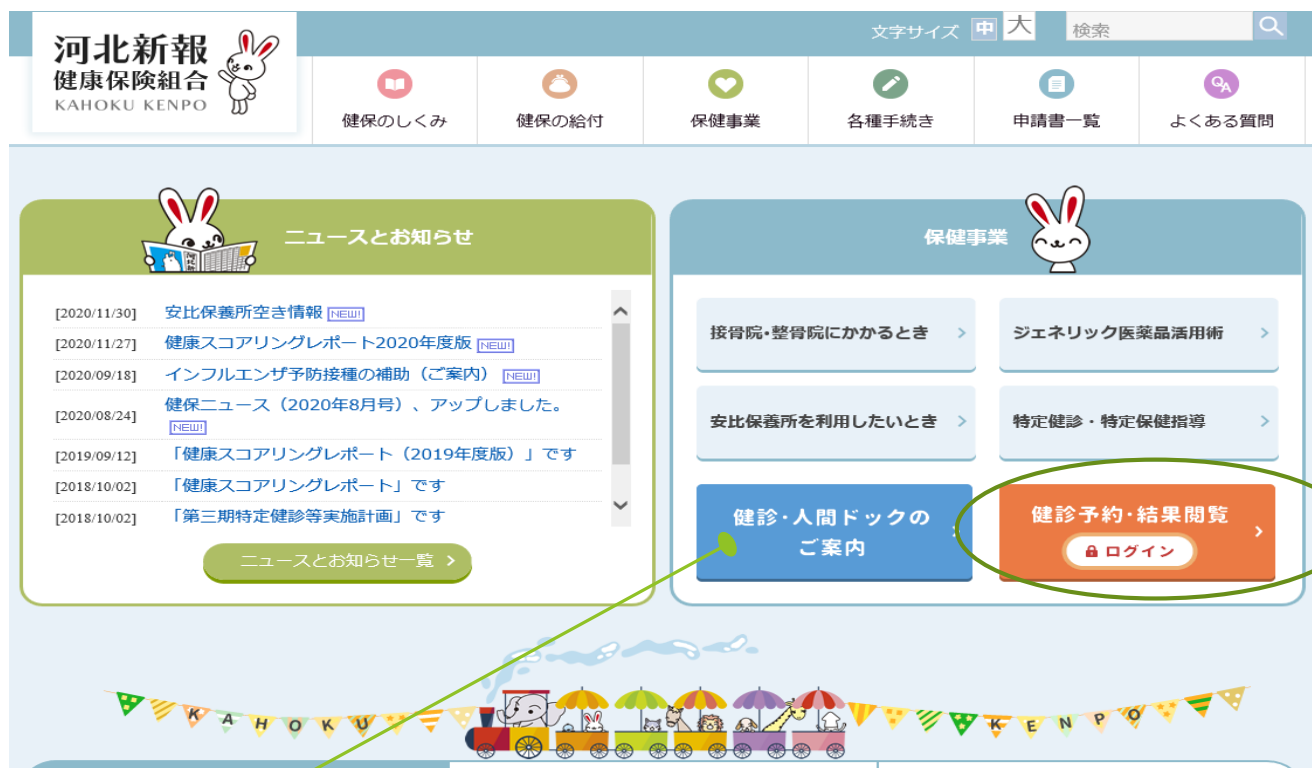 河北新報
健康保険組合
KAHOKU KENPO
文字サイズ 中 大 検索
健保のしくみ
健保の給付
保健事業
各種手続き
申請書一覧
よくある質問
ニュースとお知らせ
[2020/11/30] 安比保養所空き情報 NEW!
[2020/11/27] 健康スコアリングレポート2020年度版 NEW!
[2020/09/18] インフルエンザ予防接種の補助（ご案内） NEW!
[2020/08/24] 健保ニュース（2020年8月号）、アップしました。
NEW!
[2019/09/12] 「健康スコアリングレポート（2019年度版）」です
[2018/10/02] 「健康スコアリングレポート」です
[2018/10/02] 「第三期特定健診等実施計画」です
ニュースとお知らせ一覧
保健事業
接骨院・整骨院にかかるとき
ジェネリック医薬品活用術
安比保養所を利用したいとき
特定健診・特定保健指導
健診・人間ドックの
ご案内
健診予約・結果閲覧
ログイン
KAHOKU KENPO